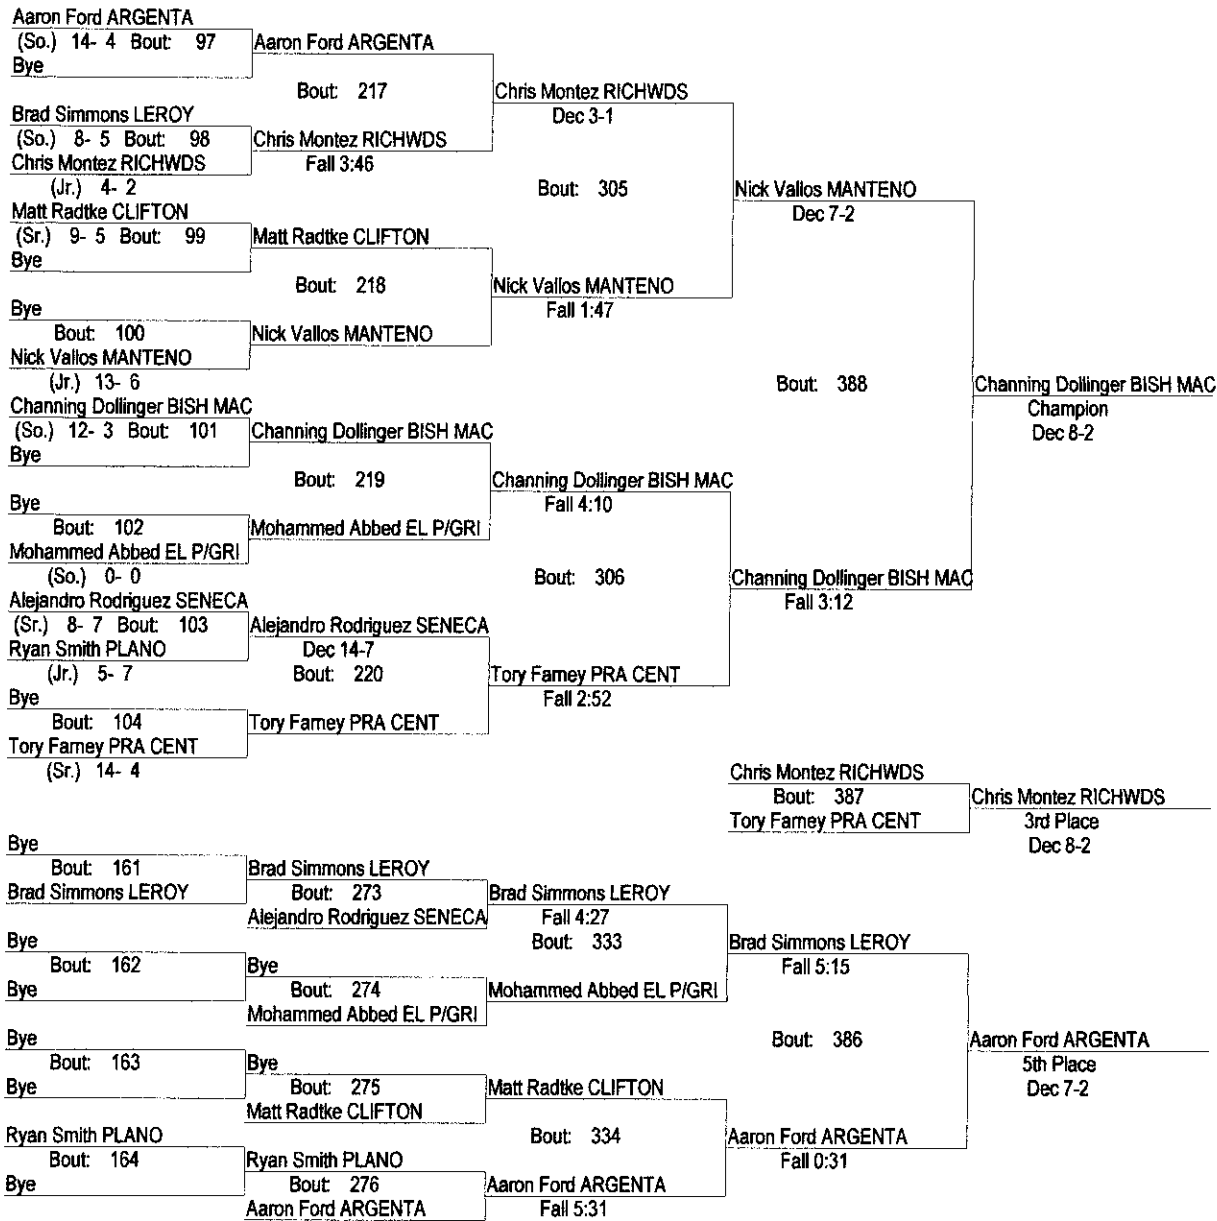 Aaron Ford ARGENTA
(So.) 14- 4 Bout: 97
Aaron Ford ARGENTA
Bye
Bout: 217
Chris Montez RICHWDS
Dec 3-1
Brad Simmons LEROY
(So.) 8- 5 Bout: 98
Chris Montez RICHWDS
Fall 3:46
Chris Montez RICHWDS
(Jr.) 4- 2
Bout: 305
Nick Vallos MANTENO
Dec 7-2
Matt Radtke CLIFTON
(Sr.) 9- 5 Bout: 99
Matt Radtke CLIFTON
Bye
Bout: 218
Nick Vallos MANTENO
Fall 1:47
Bye
Bout: 100
Nick Vallos MANTENO
Nick Vallos MANTENO
(Jr.) 13- 6
Bout: 388
Channing Dollinger BISH MAC
Champion
Dec 8-2
Channing Dollinger BISH MAC
(So.) 12- 3 Bout: 101
Channing Dollinger BISH MAC
Bye
Bout: 219
Channing Dollinger BISH MAC
Fall 4:10
Bye
Bout: 102
Mohammed Abbed EL P/GRI
Mohammed Abbed EL P/GRI
(So.) 0- 0
Bout: 306
Channing Dollinger BISH MAC
Fall 3:12
Alejandro Rodriguez SENECA
(Sr.) 8- 7 Bout: 103
Alejandro Rodriguez SENECA
Dec 14-7
Ryan Smith PLANO
(Jr.) 5- 7
Bout: 220
Tory Farney PRA CENT
Fall 2:52
Bye
Bout: 104
Tory Farney PRA CENT
Tory Farney PRA CENT
(Sr.) 14- 4
Chris Montez RICHWDS
Bout: 387
Chris Montez RICHWDS
Tory Farney PRA CENT
3rd Place
Dec 8-2
Bye
Bout: 161
Brad Simmons LEROY
Brad Simmons LEROY
Bout: 273
Brad Simmons LEROY
Alejandro Rodriguez SENECA
Fall 4:27
Bout: 333
Brad Simmons LEROY
Fall 5:15
Bye
Bout: 162
Bye
Bye
Bout: 274
Mohammed Abbed EL P/GRI
Mohammed Abbed EL P/GRI
Bout: 386
Aaron Ford ARGENTA
5th Place
Dec 7-2
Bye
Bout: 163
Bye
Bye
Bout: 275
Matt Radtke CLIFTON
Matt Radtke CLIFTON
Bout: 334
Aaron Ford ARGENTA
Fall 0:31
Ryan Smith PLANO
Bout: 164
Ryan Smith PLANO
Bye
Bout: 276
Aaron Ford ARGENTA
Aaron Ford ARGENTA
Fall 5:31